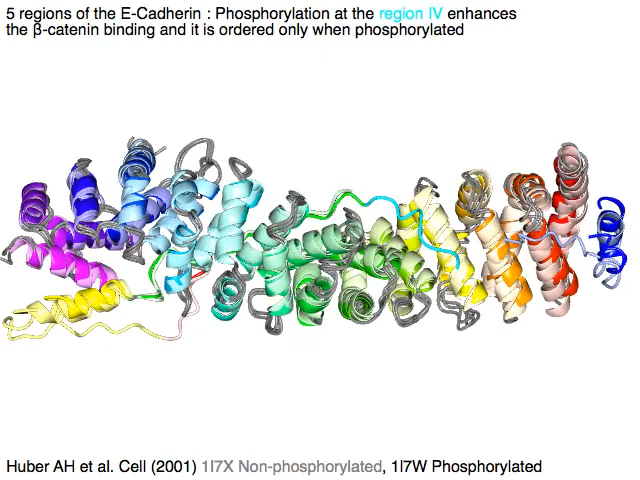 5 regions of the E-Cadherin : Phosphorylation at the region IV enhances
the β-catenin binding and it is ordered only when phosphorylated
Huber AH et al. Cell (2001) 1I7X Non-phosphorylated, 1I7W Phosphorylated